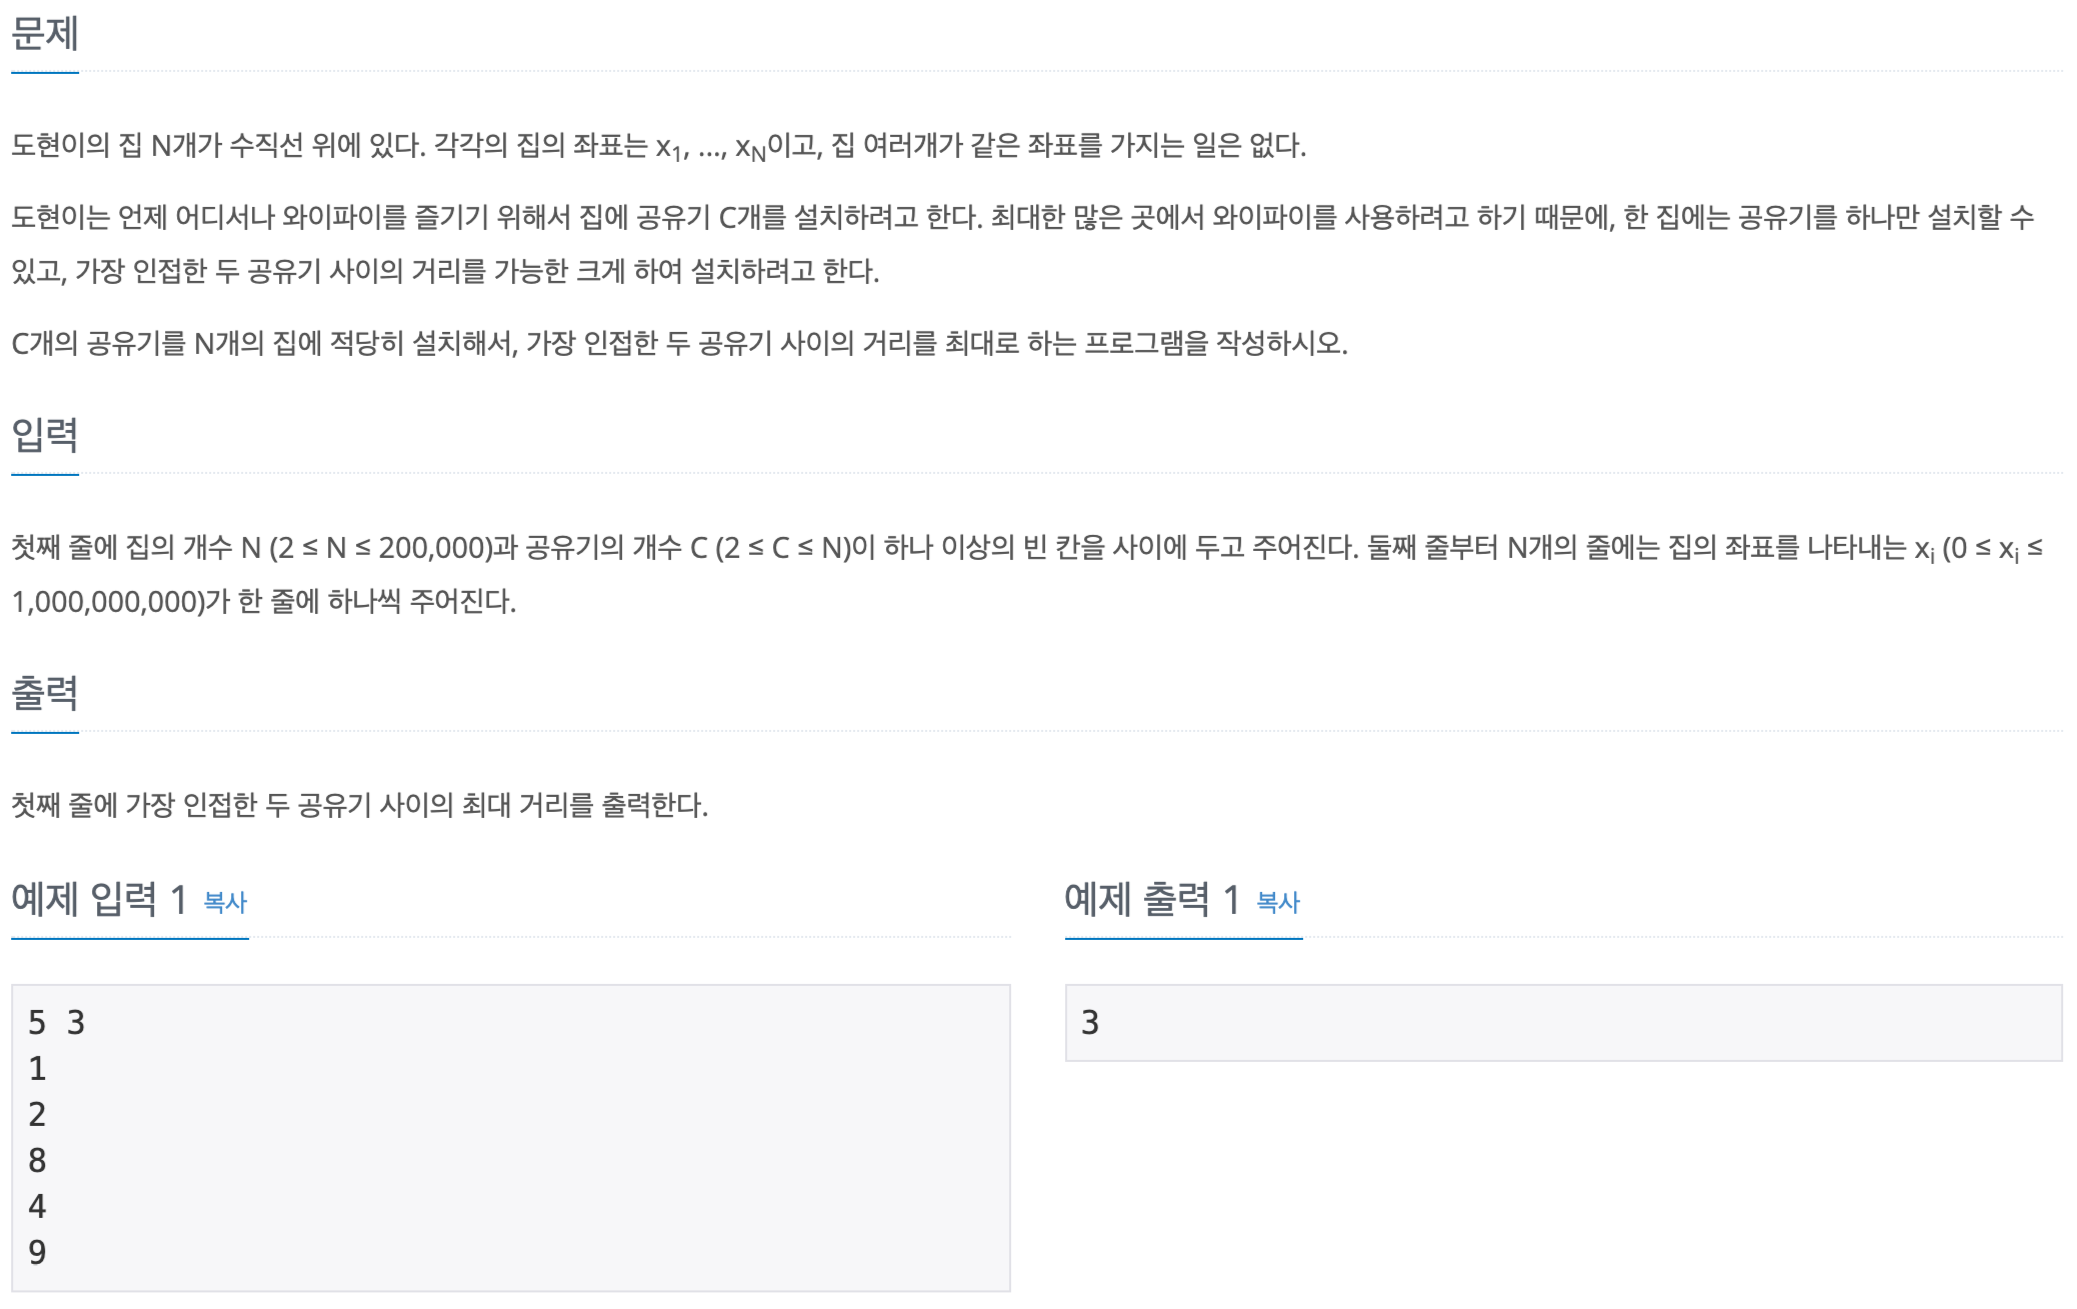 문제
도현이의 집 N개가 수직선 위에 있다. 각각의 집의 좌표는 x1, ..., xN이고, 집 여러개가 같은 좌표를 가지는 일은 없다.
도현이는 언제 어디서나 와이파이를 즐기기 위해서 집에 공유기 C개를 설치하려고 한다. 최대한 많은 곳에서 와이파이를 사용하려고 하기 때문에, 한 집에는 공유기를 하나만 설치할 수
있고, 가장 인접한 두 공유기 사이의 거리를 가능한 크게 하여 설치하려고 한다.
C개의 공유기를 N개의 집에 적당히 설치해서, 가장 인접한 두 공유기 사이의 거리를 최대로 하는 프로그램을 작성하시오.
입력
첫째 줄에 집의 개수 N (2 ≤ N ≤ 200,000)과 공유기의 개수 C (2 ≤ C ≤ N)이 하나 이상의 빈 칸을 사이에 두고 주어진다. 둘째 줄부터 N개의 줄에는 집의 좌표를 나타내는 xi (0 ≤ xi ≤
1,000,000,000)가 한 줄에 하나씩 주어진다.
출력
첫째 줄에 가장 인접한 두 공유기 사이의 최대 거리를 출력한다.
예제 입력 1 복사
5 3
1
2
8
4
9
예제 출력 1 복사
3